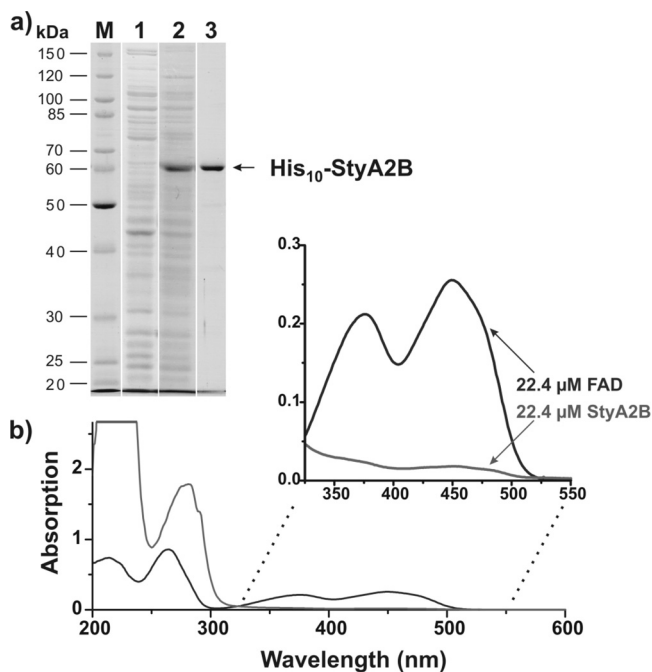 a)
kDa M 1 2 3
150
120
100
85
70
60
50
40
30
25
20
His10-StyA2B
0.3
0.2
0.1
0.0
350 400 450 500 550
22.4 µM FAD
22.4 µM StyA2B
b)
Absorption
2
1
0
200 300 400 500 600
Wavelength (nm)